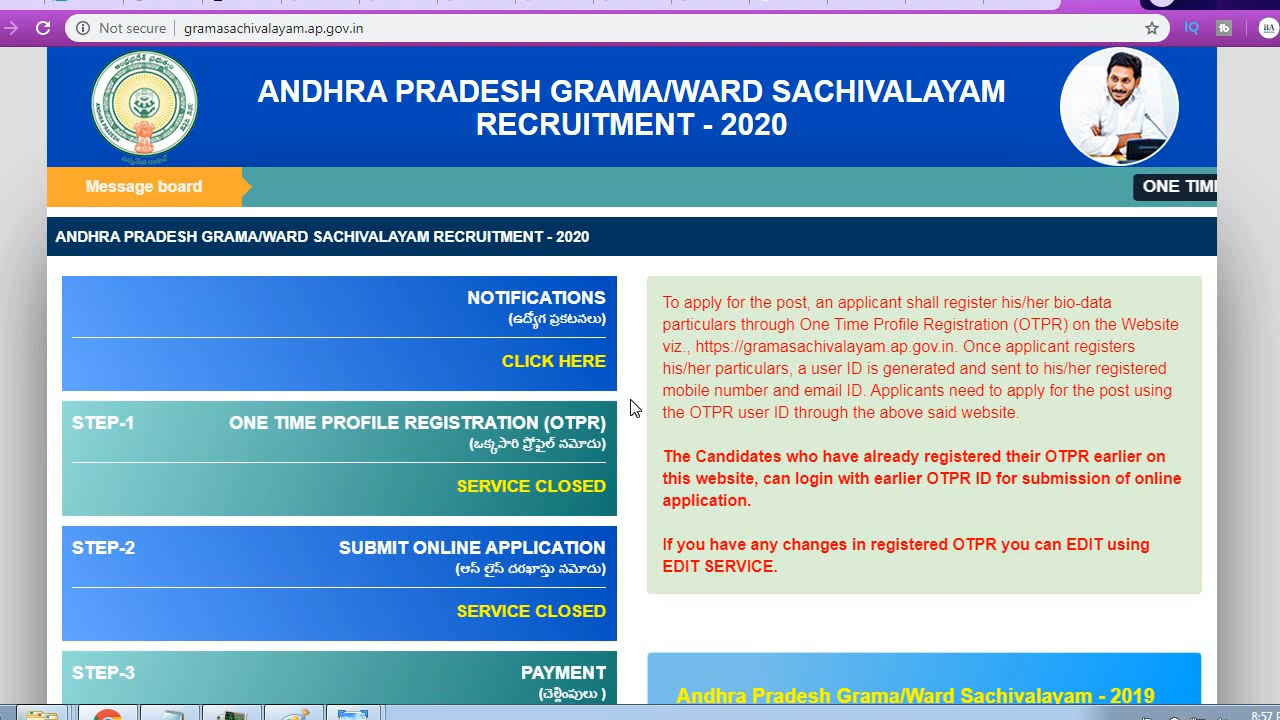 Not secure
gramasachivalayam.ap.gov.in
IQ
BA
ANDHRA PRADESH GRAMA/WARD SACHIVALAYAM
RECRUITMENT - 2020
Message board
ONE TIM
ANDHRA PRADESH GRAMA/WARD SACHIVALAYAM RECRUITMENT - 2020
NOTIFICATIONS
(ఉద్యోగ ప్రకటనలు)
CLICK HERE
STEP-1 ONE TIME PROFILE REGISTRATION (OTPR)
(ఒక్కసారి ప్రోఫైల్ నమోదు)
SERVICE CLOSED
STEP-2 SUBMIT ONLINE APPLICATION
(ఆన్ లైన్ దరఖాస్తు నమోదు)
SERVICE CLOSED
STEP-3 PAYMENT
(చెల్లింపులు )
To apply for the post, an applicant shall register his/her bio-data
particulars through One Time Profile Registration (OTPR) on the Website
viz., https://gramasachivalayam.ap.gov.in. Once applicant registers
his/her particulars, a user ID is generated and sent to his/her registered
mobile number and email ID. Applicants need to apply for the post using
the OTPR user ID through the above said website.
The Candidates who have already registered their OTPR earlier on
this website, can login with earlier OTPR ID for submission of online
application.
If you have any changes in registered OTPR you can EDIT using
EDIT SERVICE.
Andhra Pradesh Grama/Ward Sachivalayam - 2019
8:57